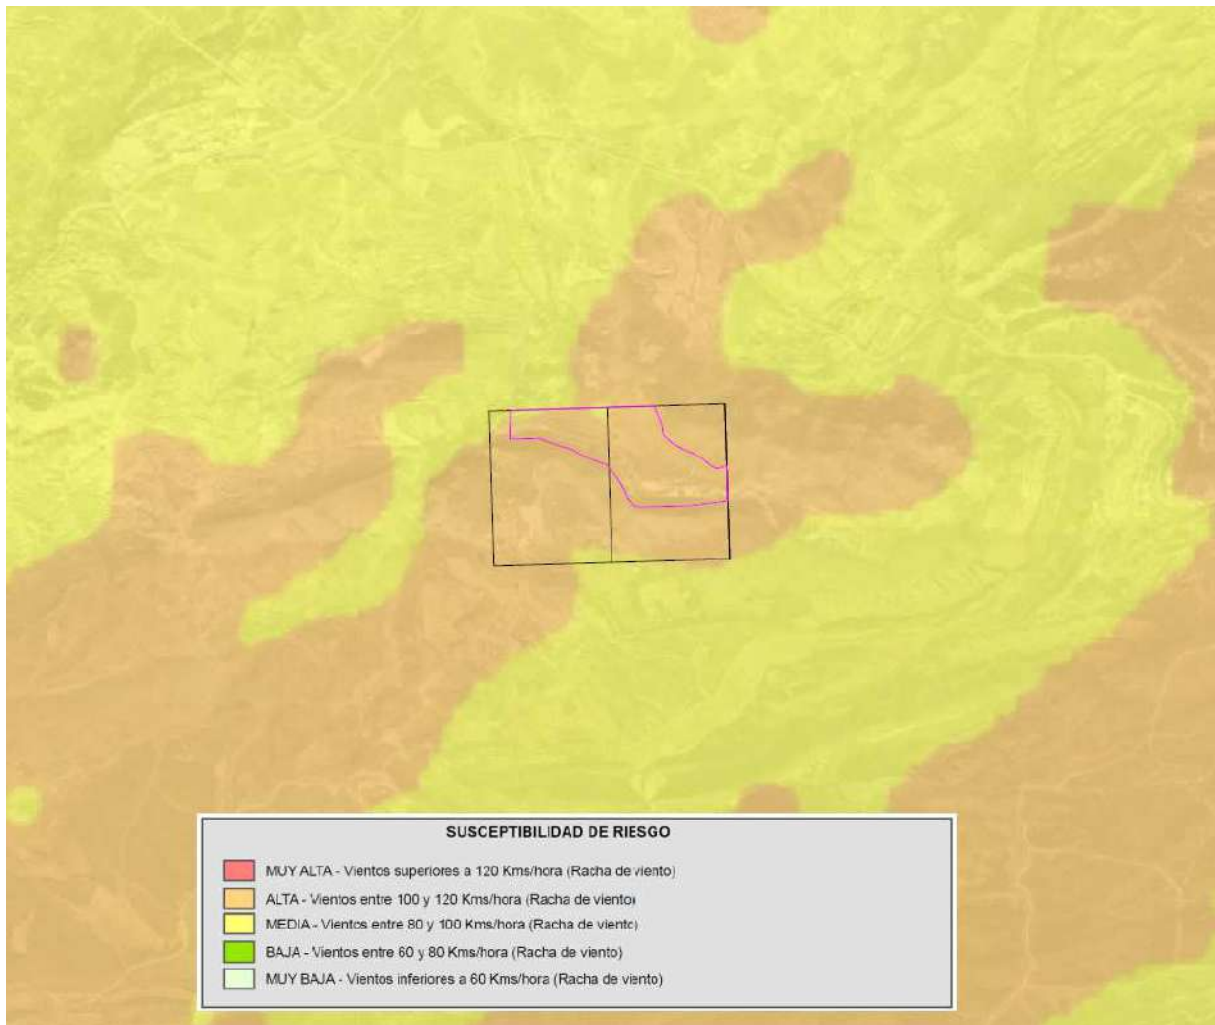 SUSCEPTIBILIDAD DE RIESGO
MUY ALTA - Vientos superiores a 120 Kms/hora (Racha de viento)
ALTA - Vientos entre 100 y 120 Kms/hora (Racha de viento)
MEDIA - Vientos entre 80 y 100 Kms/hora (Racha de viento)
BAJA - Vientos entre 60 y 80 Kms/hora (Racha de viento)
MUY BAJA - Vientos inferiores a 60 Kms/hora (Racha de viento)